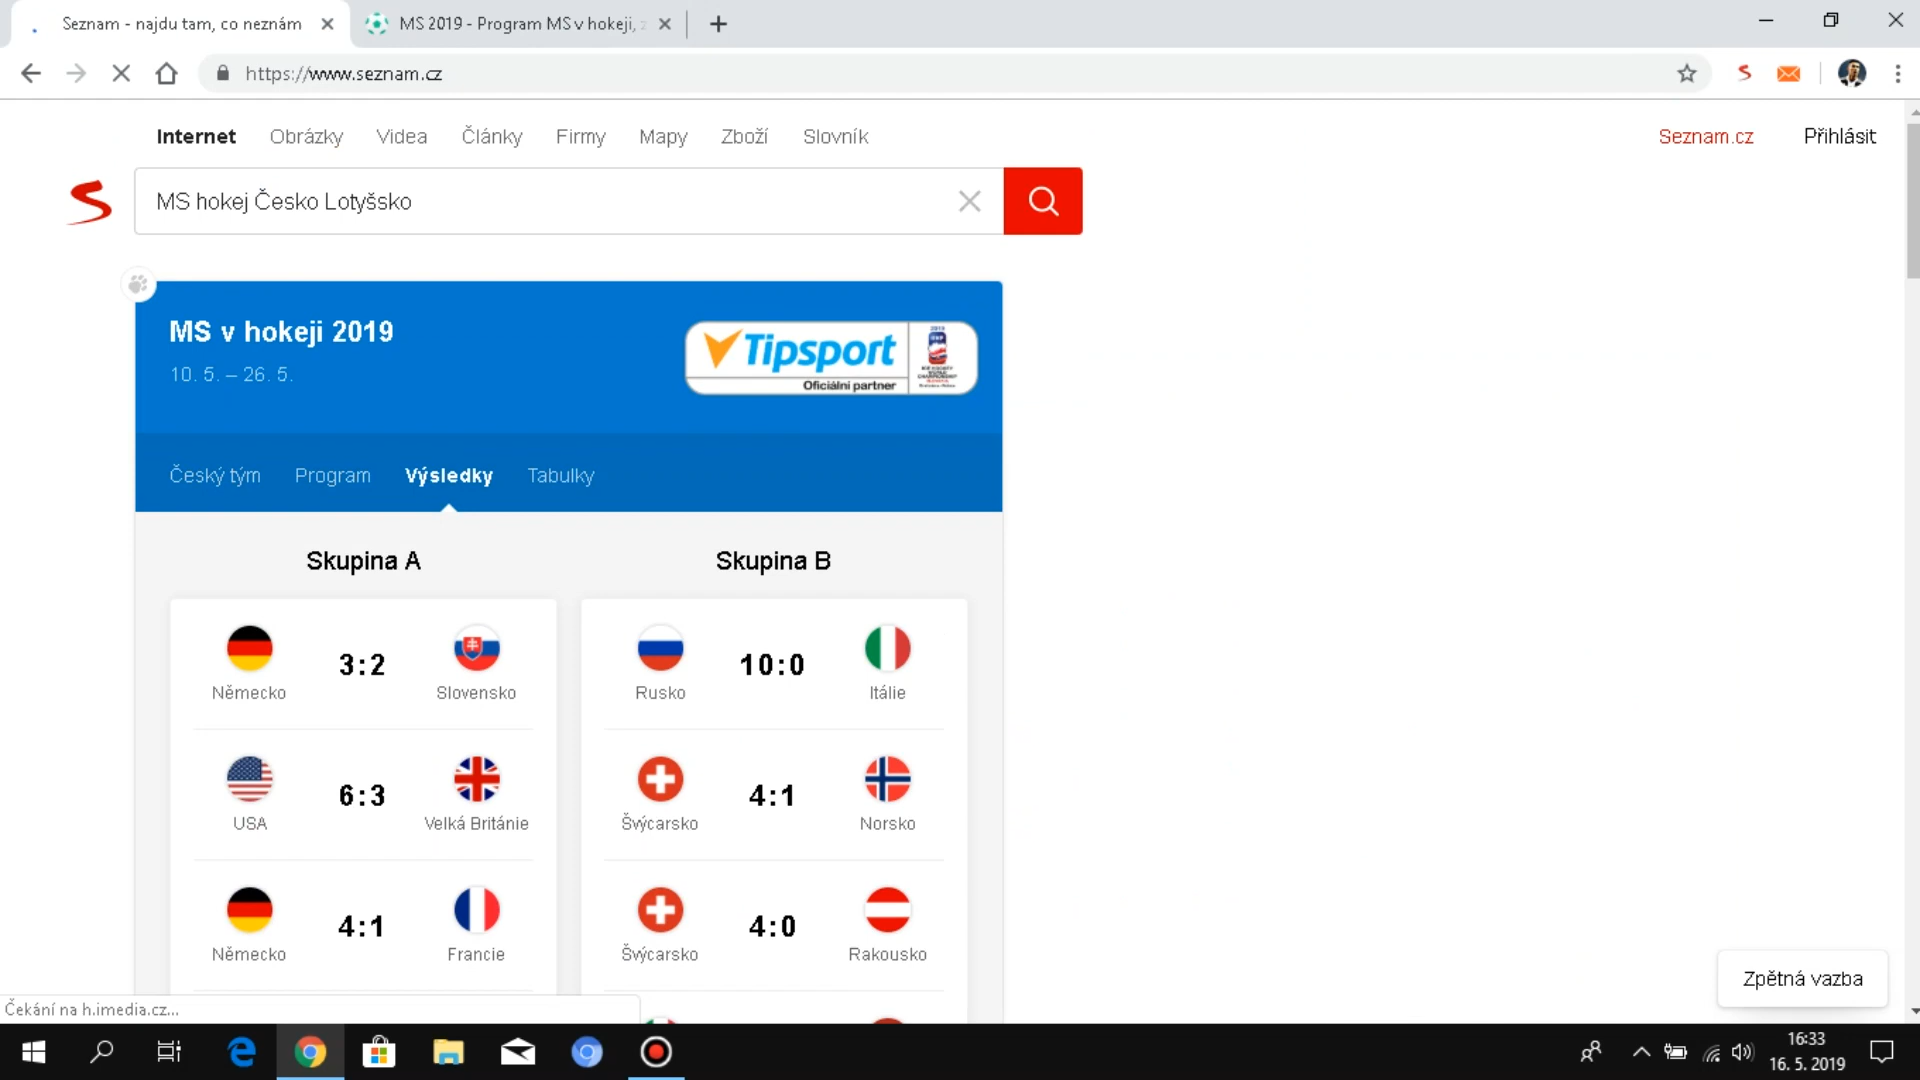 Seznam - najdu tam, co neznám
MS 2019 - Program MS v hokeji,
https://www.seznam.cz
Internet Obrázky Videa Články Firmy Mapy Zboží Slovník
Seznam.cz Přihlásit
MS hokej Česko Lotyšsko
MS v hokeji 2019
10. 5. – 26. 5.
Tipsport
Oficiální partner
2019
Český tým Program Výsledky Tabulky
Skupina A
Skupina B
3:2
Německo Slovensko
10:0
Rusko Itálie
6:3
USA Velká Británie
4:1
Švýcarsko Norsko
4:1
Německo Francie
4:0
Švýcarsko Rakousko
Zpětná vazba
Čekání na h.imedia.cz...
16:33
16. 5. 2019